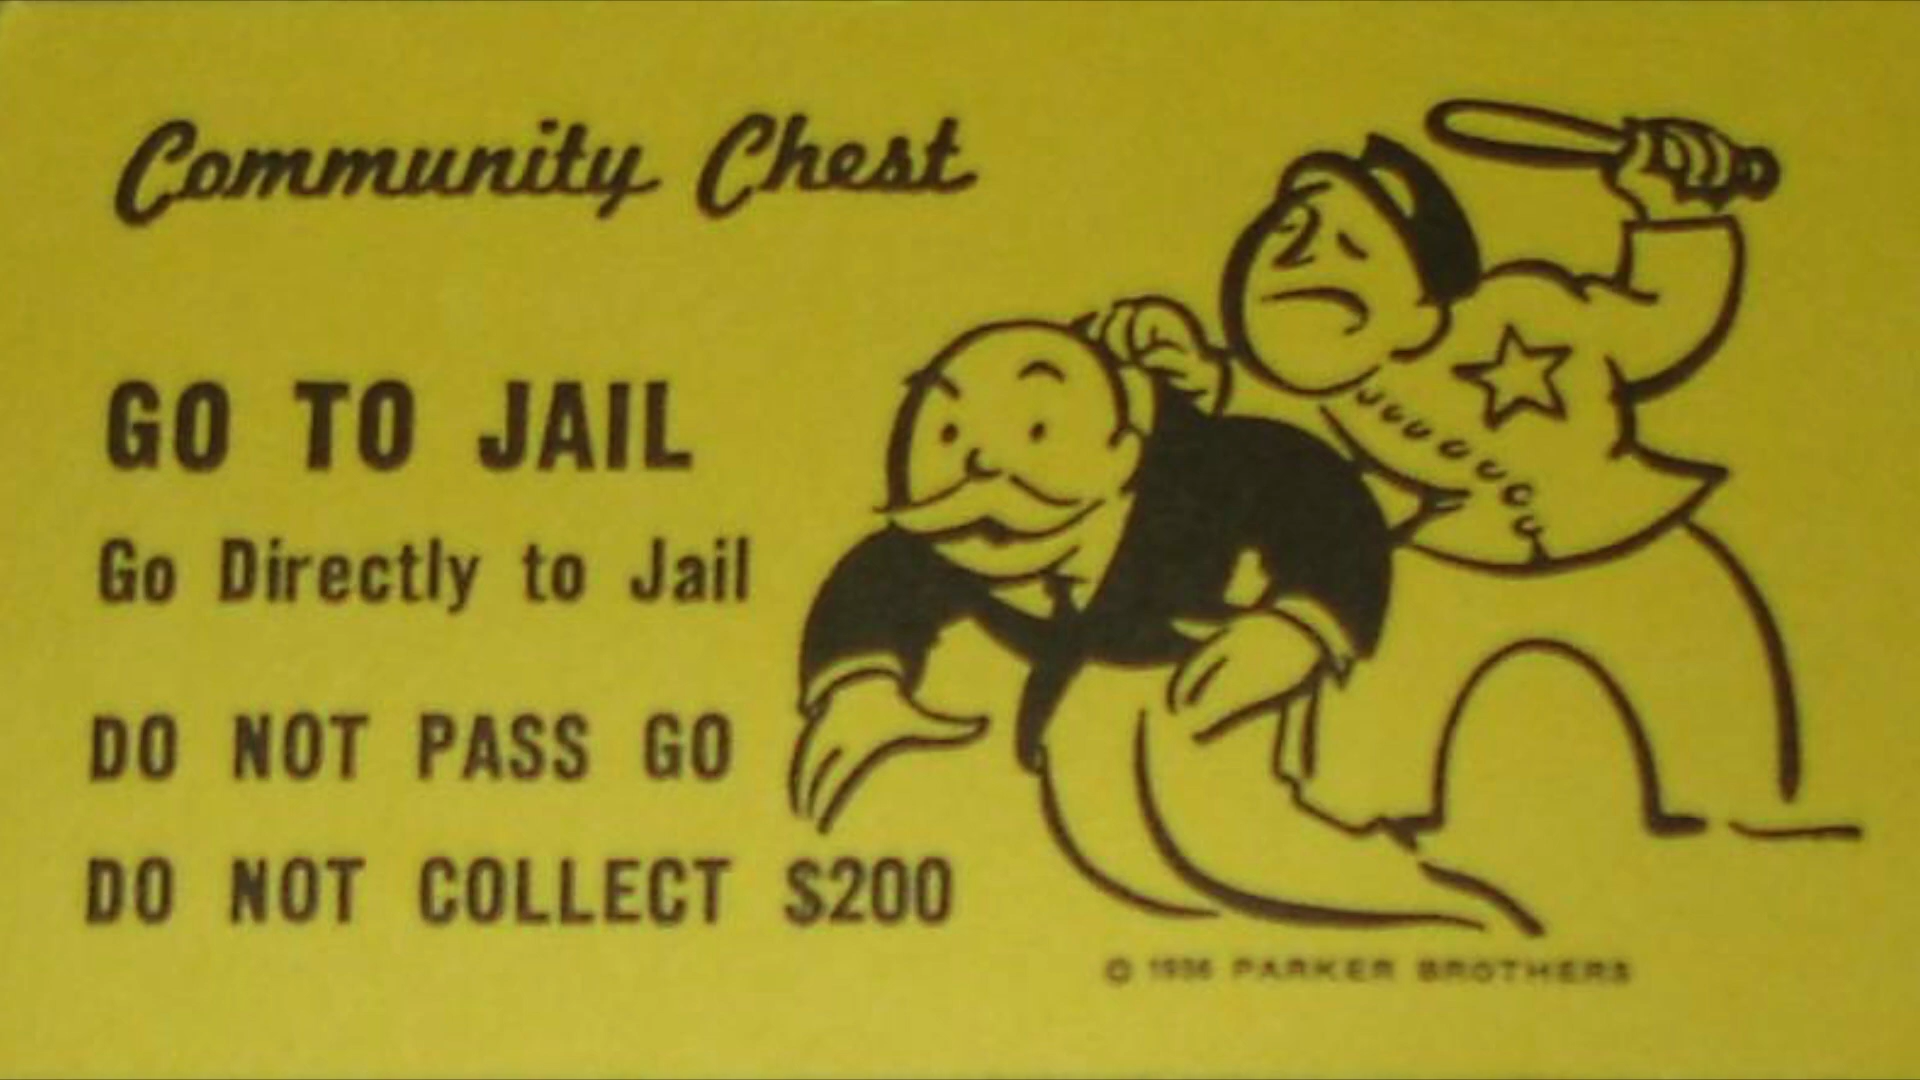 Community Chest
GO TO JAIL
Go Directly to Jail
DO NOT PASS GO
DO NOT COLLECT $200
© 1936 PARKER BROTHERS